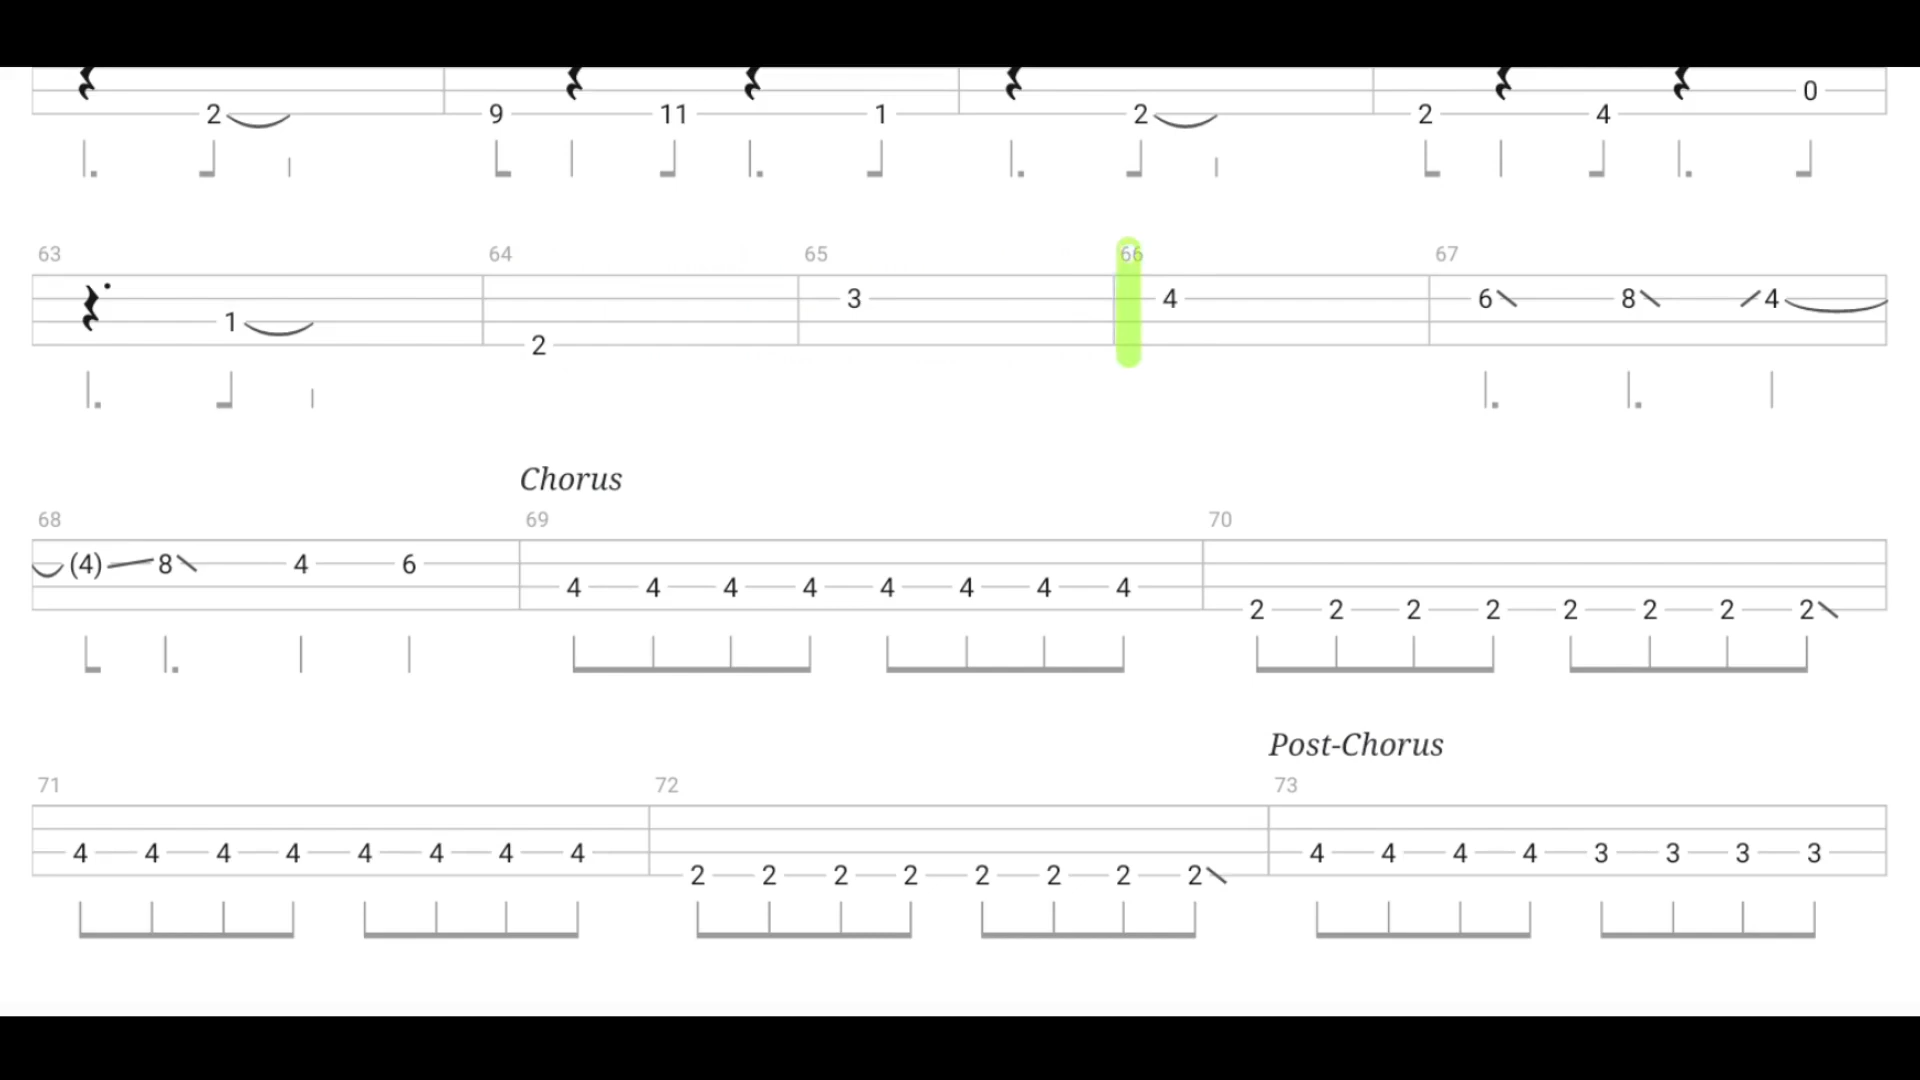 0
2 9 11 1 2 2 4
63 64 65 66 67
3 4 6 8 4
1
2
Chorus
68 69 70
(4) 8 4 6
4 4 4 4 4 4 4 4
2 2 2 2 2 2 2 2
Post-Chorus
71 72 73
4 4 4 4 4 4 4 4 4 4 4 4 3 3 3 3
2 2 2 2 2 2 2 2